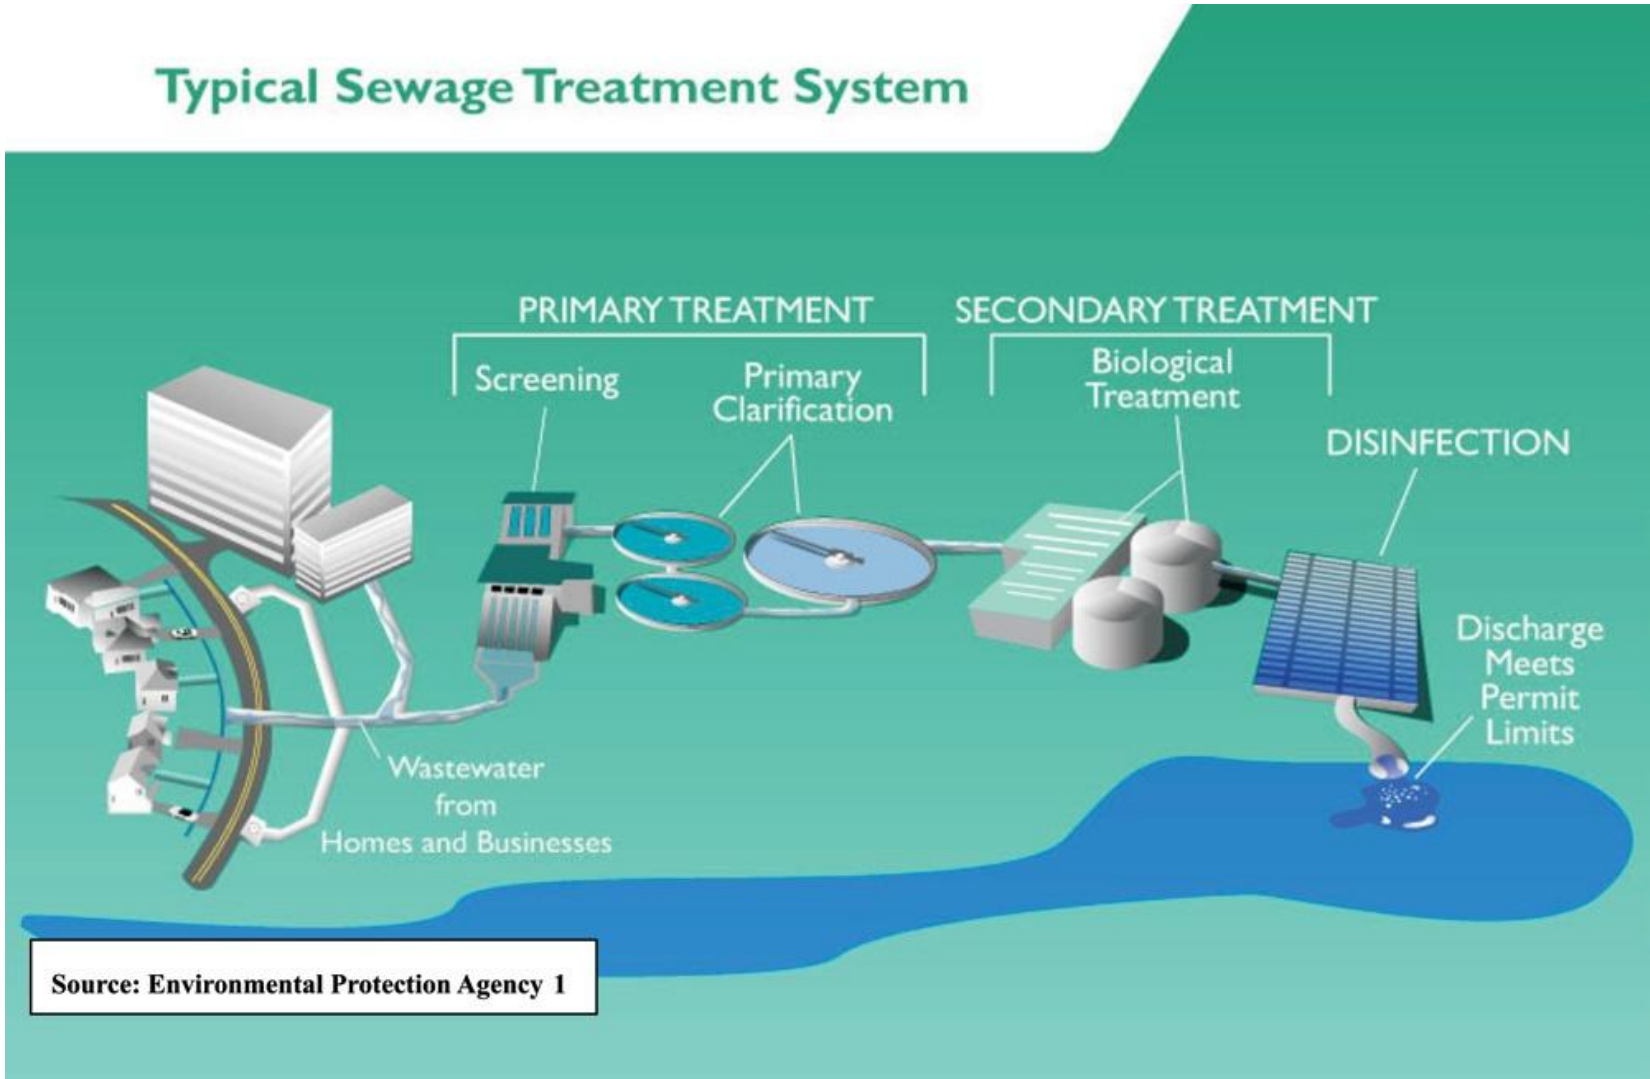 Typical Sewage Treatment System
PRIMARY TREATMENT
Screening
Primary
Clarification
SECONDARY TREATMENT
Biological
Treatment
DISINFECTION
Discharge
Meets
Permit
Limits
Wastewater
from
Homes and Businesses
Source: Environmental Protection Agency 1